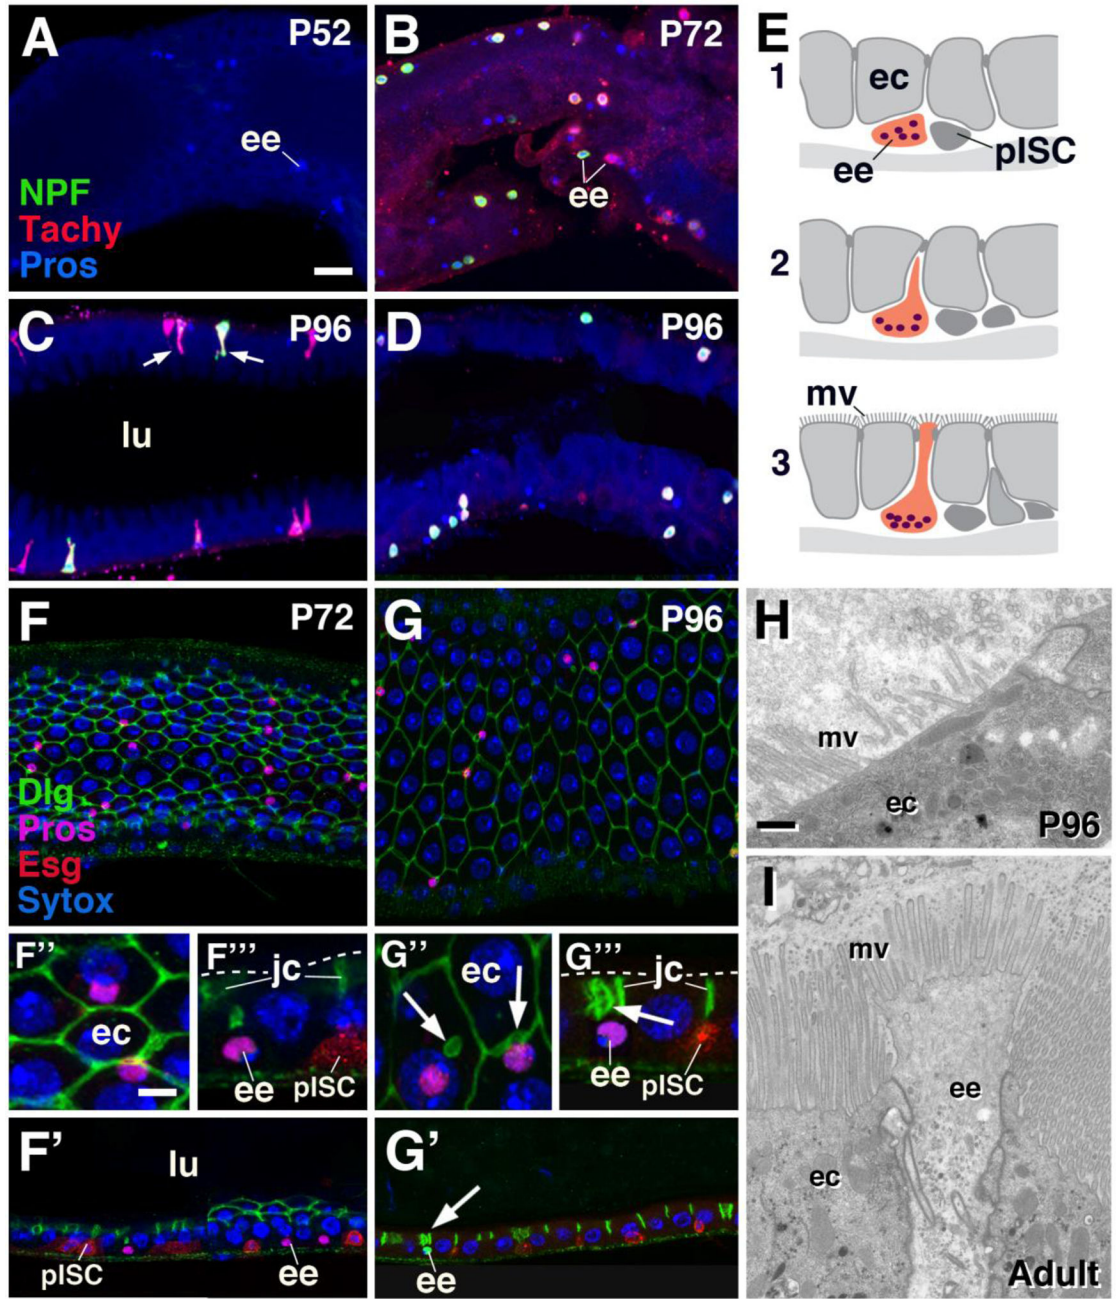 A
P52
ee
NPF
Tachy
Pros
B
P72
ee
E
1
ec
ee
pISC
2
mv
3
C
P96
lu
D
P96
F
P72
Dlg
Pros
Esg
Sytox
G
P96
H
mv
ec
P96
F’’
ec
F’’’
jc
ee
pISC
G’’
ec
G’’’
jc
ee
pISC
I
mv
ee
ec
Adult
F’
lu
pISC
ee
G’
ee